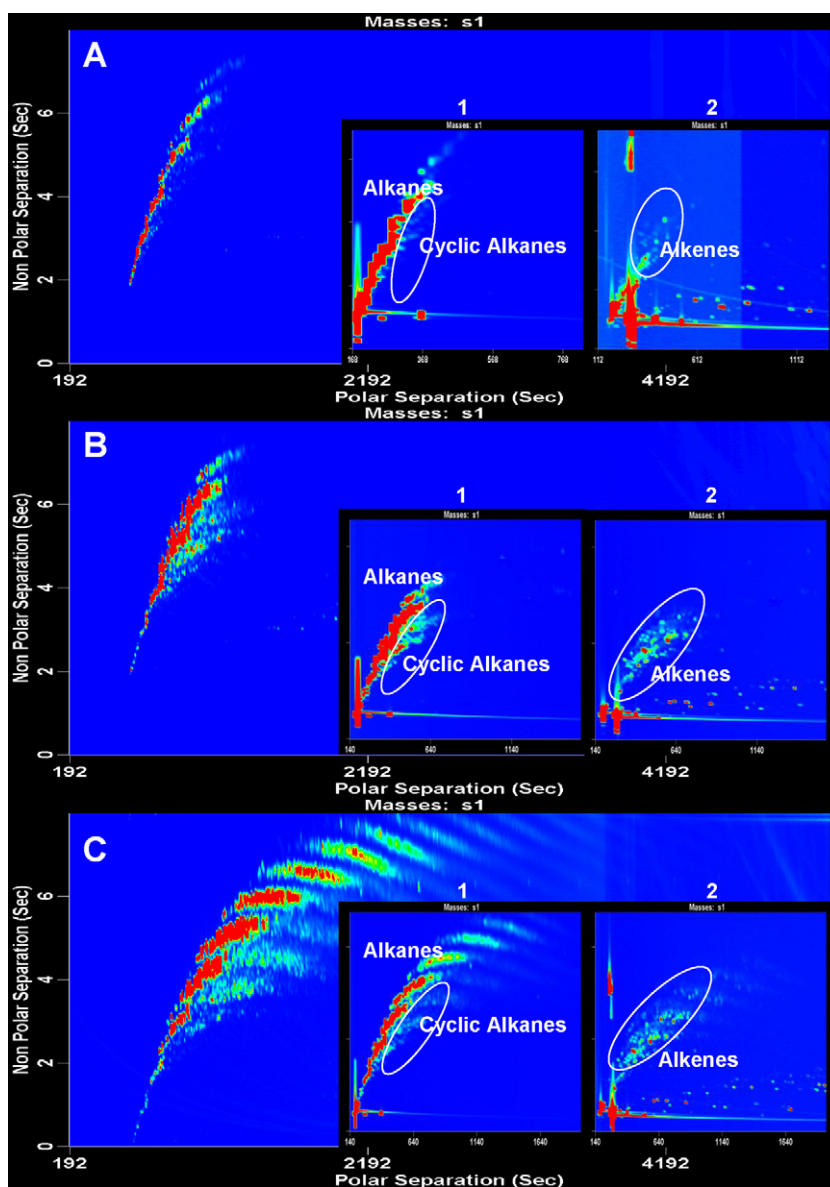 Masses: s1
A
Non Polar Separation (Sec)
6
4
2
0
1
Masses: s1
Alkanes
Cyclic Alkanes
168
368
568
768
2
Masses: s1
Alkenes
112
612
1112
192
2192
4192
Polar Separation (Sec)
Masses: s1
B
Non Polar Separation (Sec)
6
4
2
0
1
Masses: s1
Alkanes
Cyclic Alkanes
140
640
1140
2
Masses: s1
Alkenes
140
640
1140
192
2192
4192
Polar Separation (Sec)
Masses: s1
C
Non Polar Separation (Sec)
6
4
2
0
1
Masses: s1
Alkanes
Cyclic Alkanes
140
640
1140
1640
2
Masses: s1
Alkenes
140
640
1140
1640
192
2192
4192
Polar Separation (Sec)